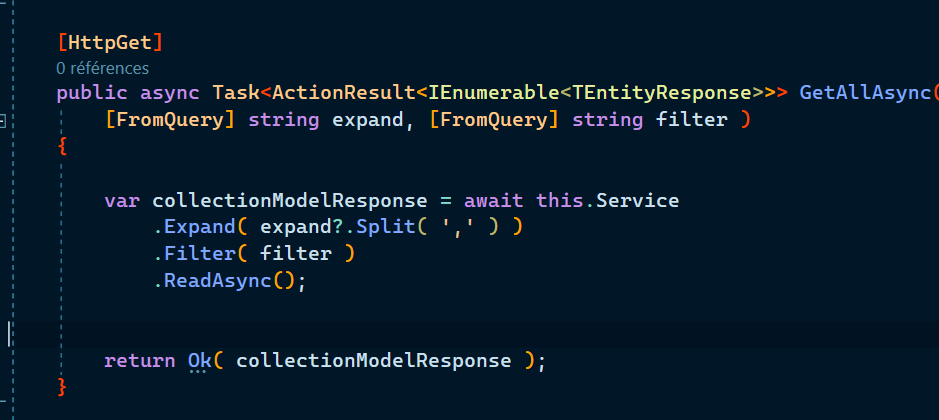 [HttpGet]
0 références
public async Task<ActionResult<IEnumerable<TEntityResponse>>> GetAllAsync(
[FromQuery] string expand, [FromQuery] string filter )
{
var collectionModelResponse = await this.Service
.Expand( expand?.Split( ',' ) )
.Filter( filter )
.ReadAsync();
return Ok( collectionModelResponse );
}